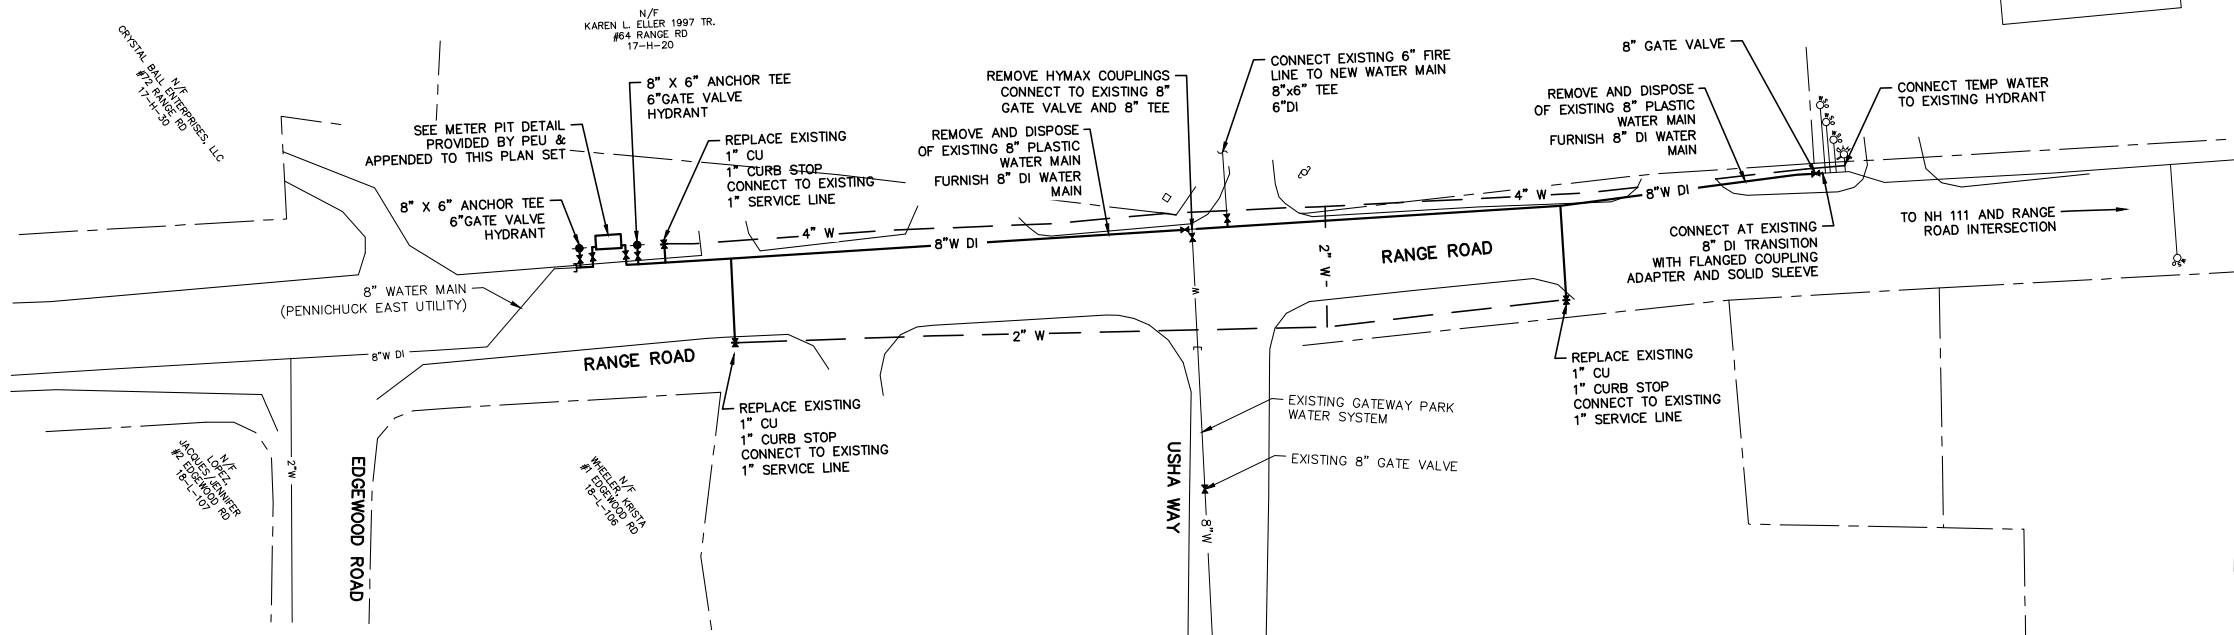 N/F
KAREN L. ELLER 1997 TR.
#64 RANGE RD
17-H-20
N/F
CRYSTAL BALL ENTERPRISES, LLC
#72 RANGE RD
17-H-30
SEE METER PIT DETAIL
PROVIDED BY PEU &
APPENDED TO THIS PLAN SET
8" X 6" ANCHOR TEE
6"GATE VALVE
HYDRANT
8" X 6" ANCHOR TEE
6"GATE VALVE
HYDRANT
REPLACE EXISTING
1" CU
1" CURB STOP
CONNECT TO EXISTING
1" SERVICE LINE
REMOVE HYMAX COUPLINGS
CONNECT TO EXISTING 8"
GATE VALVE AND 8" TEE
REMOVE AND DISPOSE
OF EXISTING 8" PLASTIC
WATER MAIN
FURNISH 8" DI WATER
MAIN
CONNECT EXISTING 6" FIRE
LINE TO NEW WATER MAIN
8"x6" TEE
6"DI
8" GATE VALVE
REMOVE AND DISPOSE
OF EXISTING 8" PLASTIC
WATER MAIN
FURNISH 8" DI WATER
MAIN
CONNECT TEMP WATER
TO EXISTING HYDRANT
4" W
8"W DI
4" W
8"W DI
TO NH 111 AND RANGE
ROAD INTERSECTION
CONNECT AT EXISTING
8" DI TRANSITION
WITH FLANGED COUPLING
ADAPTER AND SOLID SLEEVE
RANGE ROAD
2" W
W
8" WATER MAIN
(PENNICHUCK EAST UTILITY)
8"W DI
RANGE ROAD
2" W
REPLACE EXISTING
1" CU
1" CURB STOP
CONNECT TO EXISTING
1" SERVICE LINE
REPLACE EXISTING
1" CU
1" CURB STOP
CONNECT TO EXISTING
1" SERVICE LINE
EXISTING GATEWAY PARK
WATER SYSTEM
EXISTING 8" GATE VALVE
USHA WAY
8"W
EDGEWOOD ROAD
2"W
N/F
LOPEZ,
JACQUES/JENNIFER
#2 EDGEWOOD RD
18-L-107
N/F
WHEELER, KRISTA
#1 EDGEWOOD RD
18-L-106